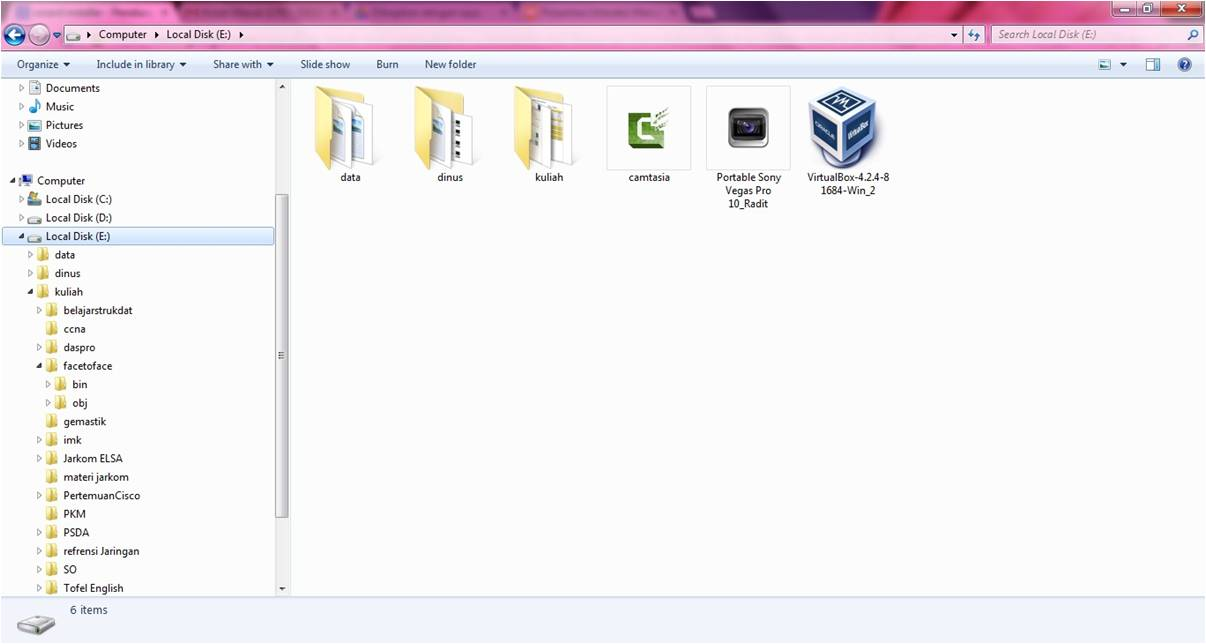 Computer
Local Disk (E:)
Search Local Disk (E:)
Organize
Include in library
Share with
Slide show
Burn
New folder
Documents
Music
Pictures
Videos
Computer
Local Disk (C:)
Local Disk (D:)
Local Disk (E:)
data
dinus
kuliah
belajarstrukdat
ccna
daspro
facetoface
bin
obj
gemastik
imk
Jarkom ELSA
materi jarkom
PertemuanCisco
PKM
PSDA
refrensi Jaringan
SO
Tofel English
data
dinus
kuliah
camtasia
Portable Sony
Vegas Pro
10_Radit
ORACLE
VirtualBox
VirtualBox-4.2.4-8
1684-Win_2
6 items